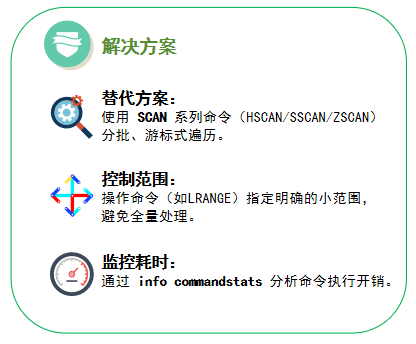 解决方案
替代方案：
使用 SCAN 系列命令（HSCAN/SSCAN/ZSCAN）
分批、游标式遍历。
控制范围：
操作命令（如LRANGE）指定明确的小范围，
避免全量处理。
监控耗时：
通过 info commandstats 分析命令执行开销。